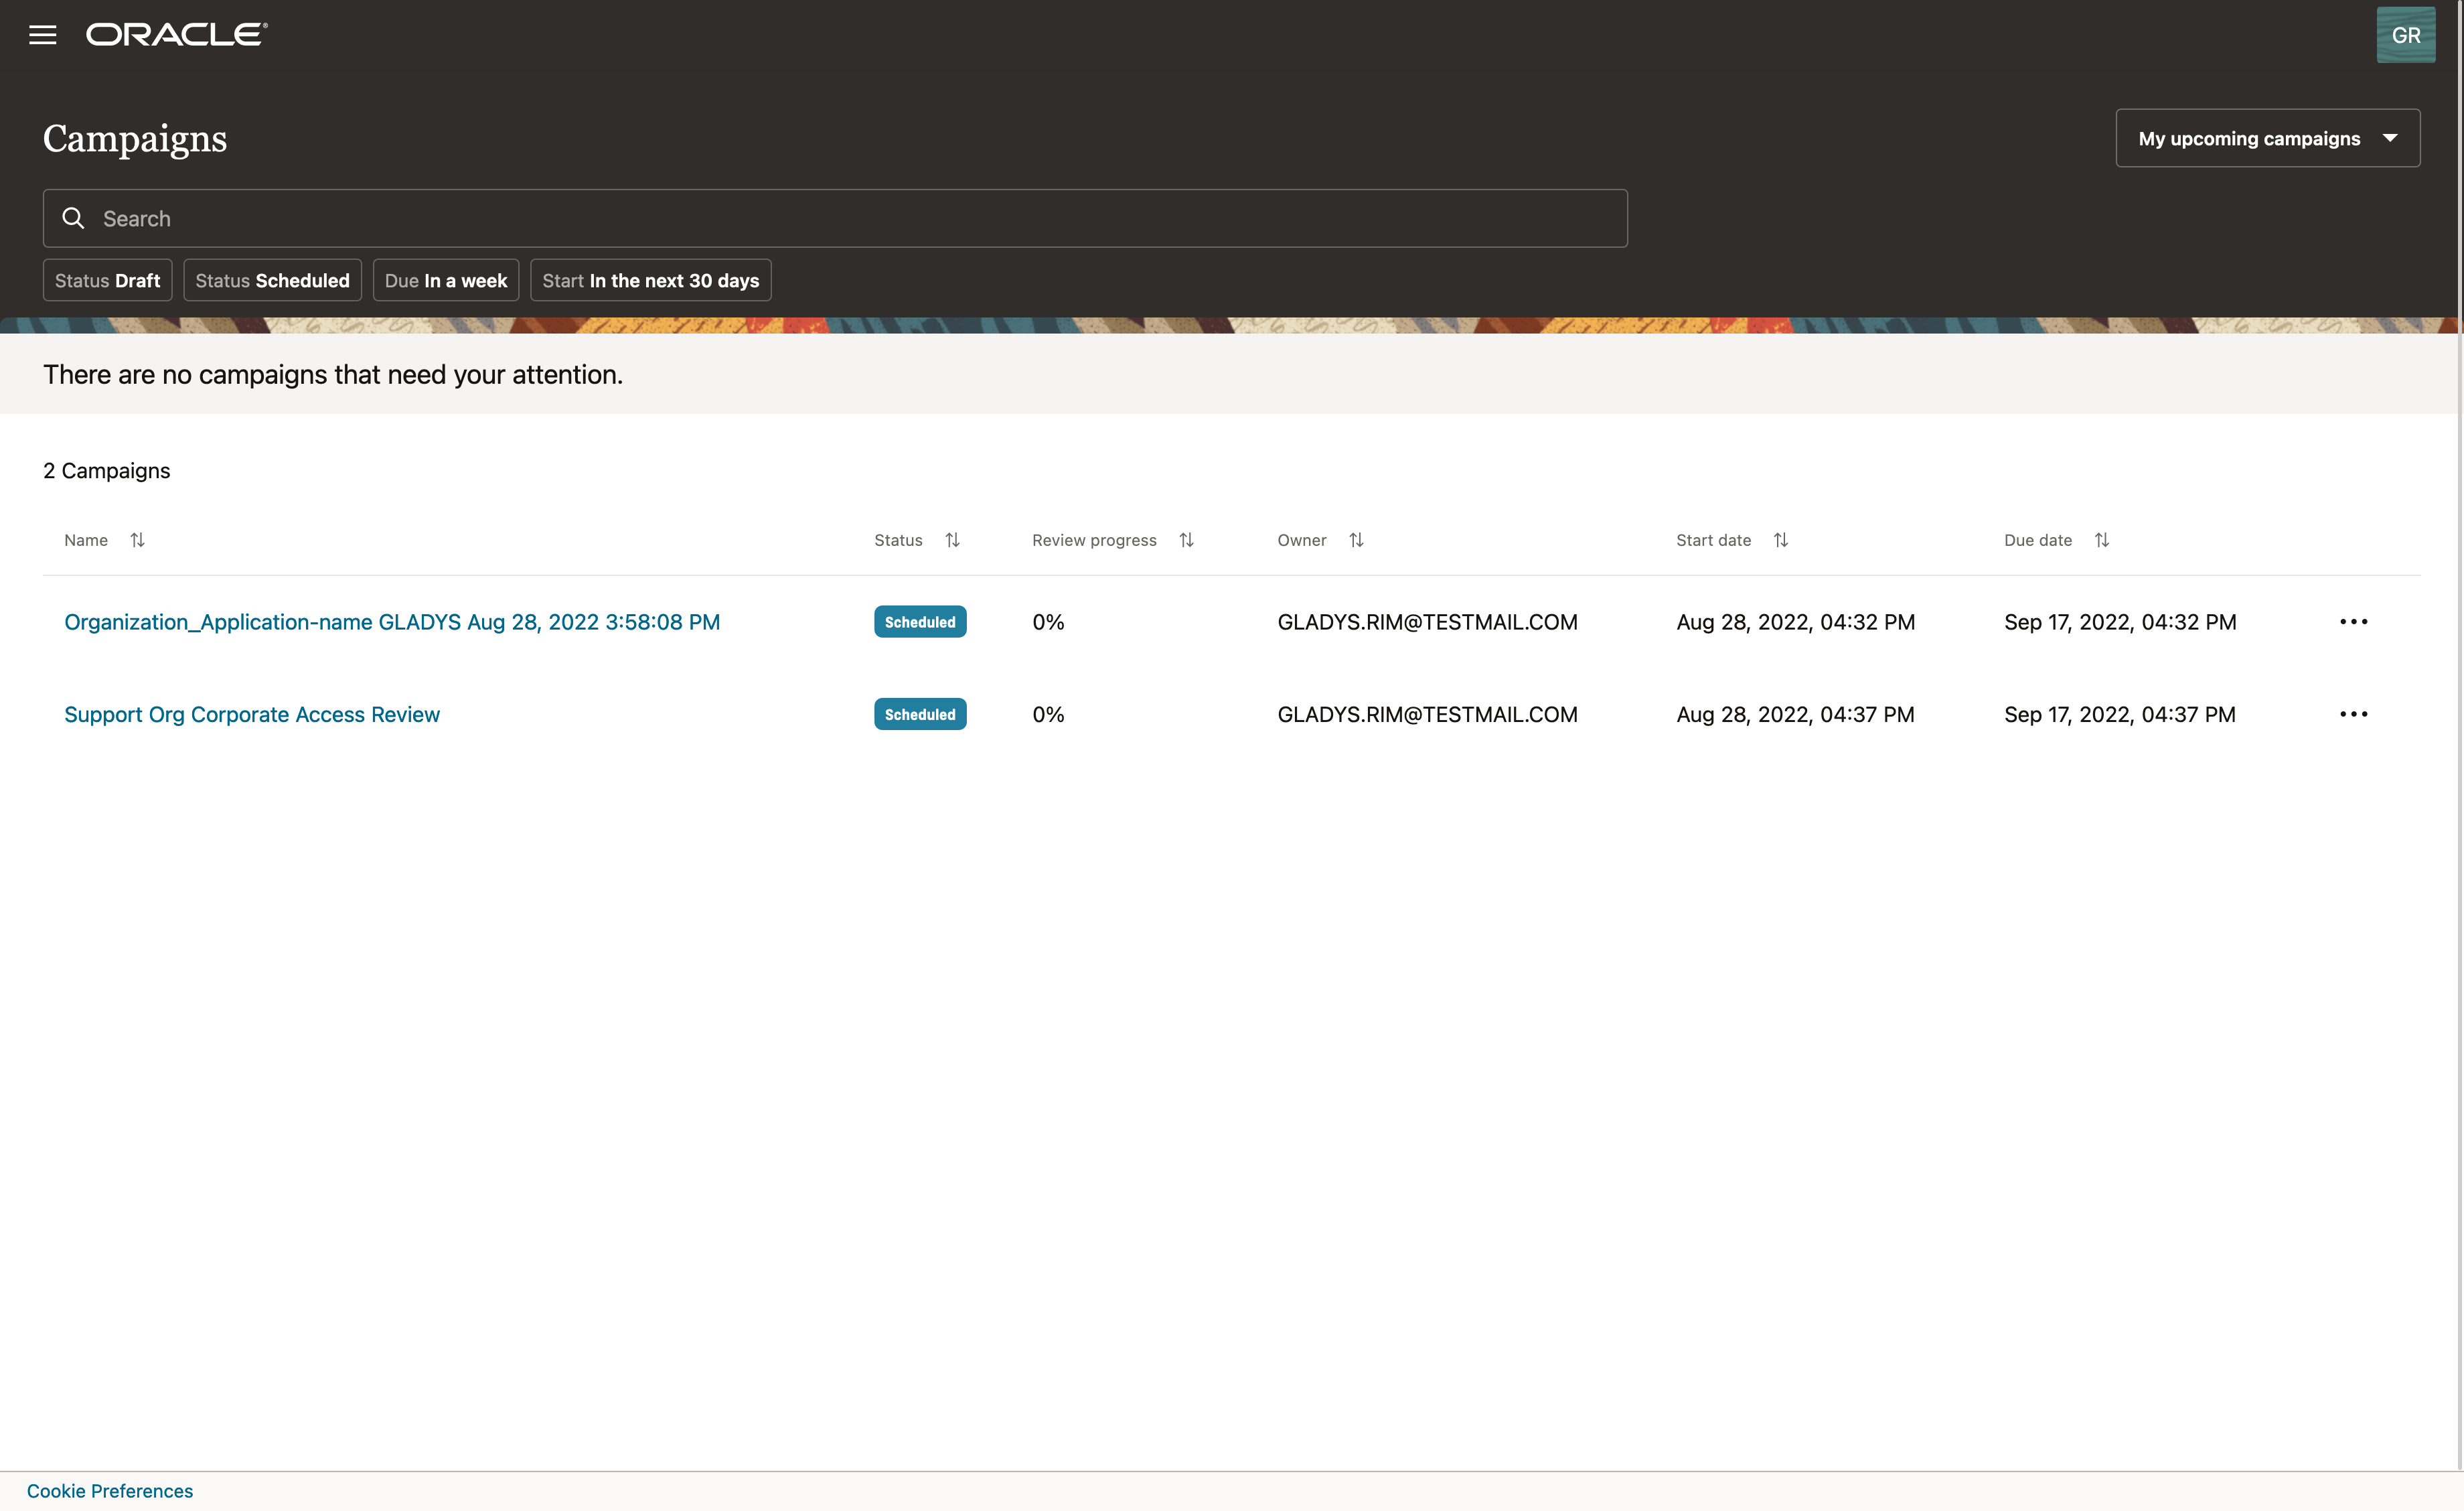 ORACLE®
GR
Campaigns
My upcoming campaigns
Search
Status Draft
Status Scheduled
Due In a week
Start In the next 30 days
There are no campaigns that need your attention.
2 Campaigns
Name Status Review progress Owner Start date Due date
Organization_Application-name GLADYS Aug 28, 2022 3:58:08 PM Scheduled 0% GLADYS.RIM@TESTMAIL.COM Aug 28, 2022, 04:32 PM Sep 17, 2022, 04:32 PM
Support Org Corporate Access Review Scheduled 0% GLADYS.RIM@TESTMAIL.COM Aug 28, 2022, 04:37 PM Sep 17, 2022, 04:37 PM
Cookie Preferences